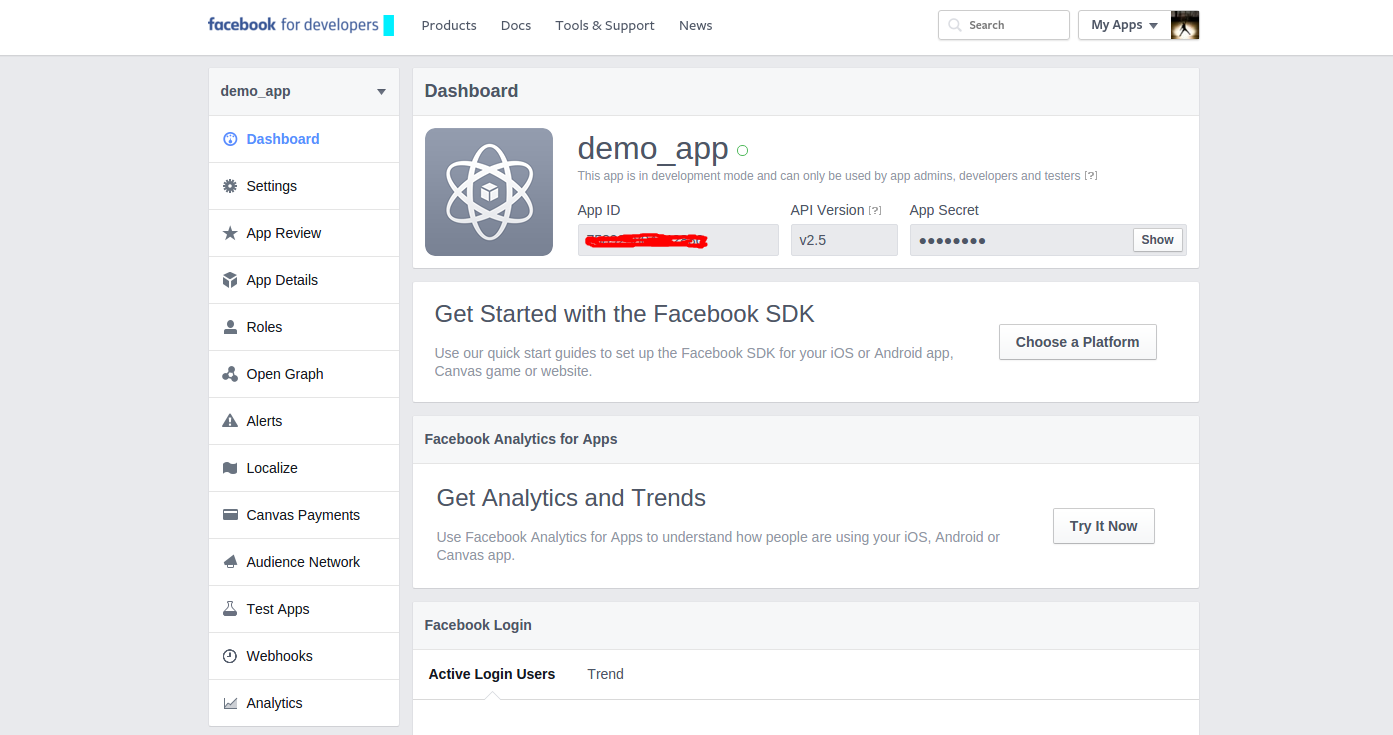 facebook for developers
Products Docs Tools & Support News
Search
My Apps
demo_app
Dashboard
Settings
App Review
App Details
Roles
Open Graph
Alerts
Localize
Canvas Payments
Audience Network
Test Apps
Webhooks
Analytics
Dashboard
demo_app
This app is in development mode and can only be used by app admins, developers and testers [?]
App ID API Version [?] App Secret
v2.5 ●●●●●●●● Show
Get Started with the Facebook SDK
Use our quick start guides to set up the Facebook SDK for your iOS or Android app,
Canvas game or website.
Choose a Platform
Facebook Analytics for Apps
Get Analytics and Trends
Use Facebook Analytics for Apps to understand how people are using your iOS, Android or
Canvas app.
Try It Now
Facebook Login
Active Login Users Trend